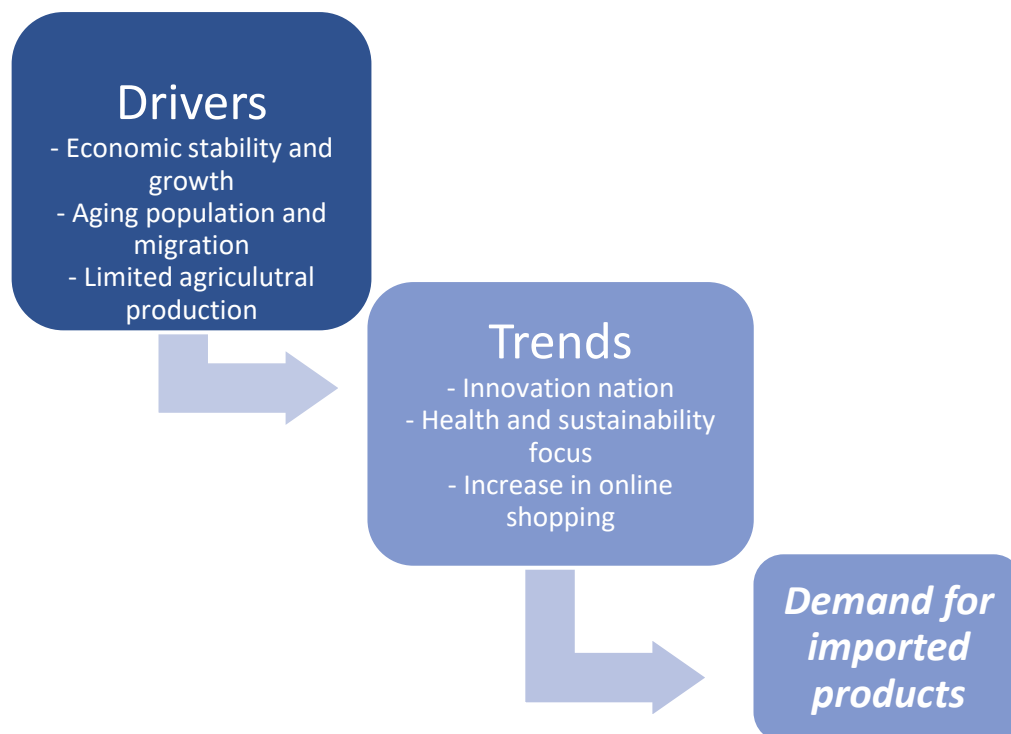 Drivers
- Economic stability and
growth
- Aging population and
migration
- Limited agriculutral
production
Trends
- Innovation nation
- Health and sustainability
focus
- Increase in online
shopping
Demand for
imported
products